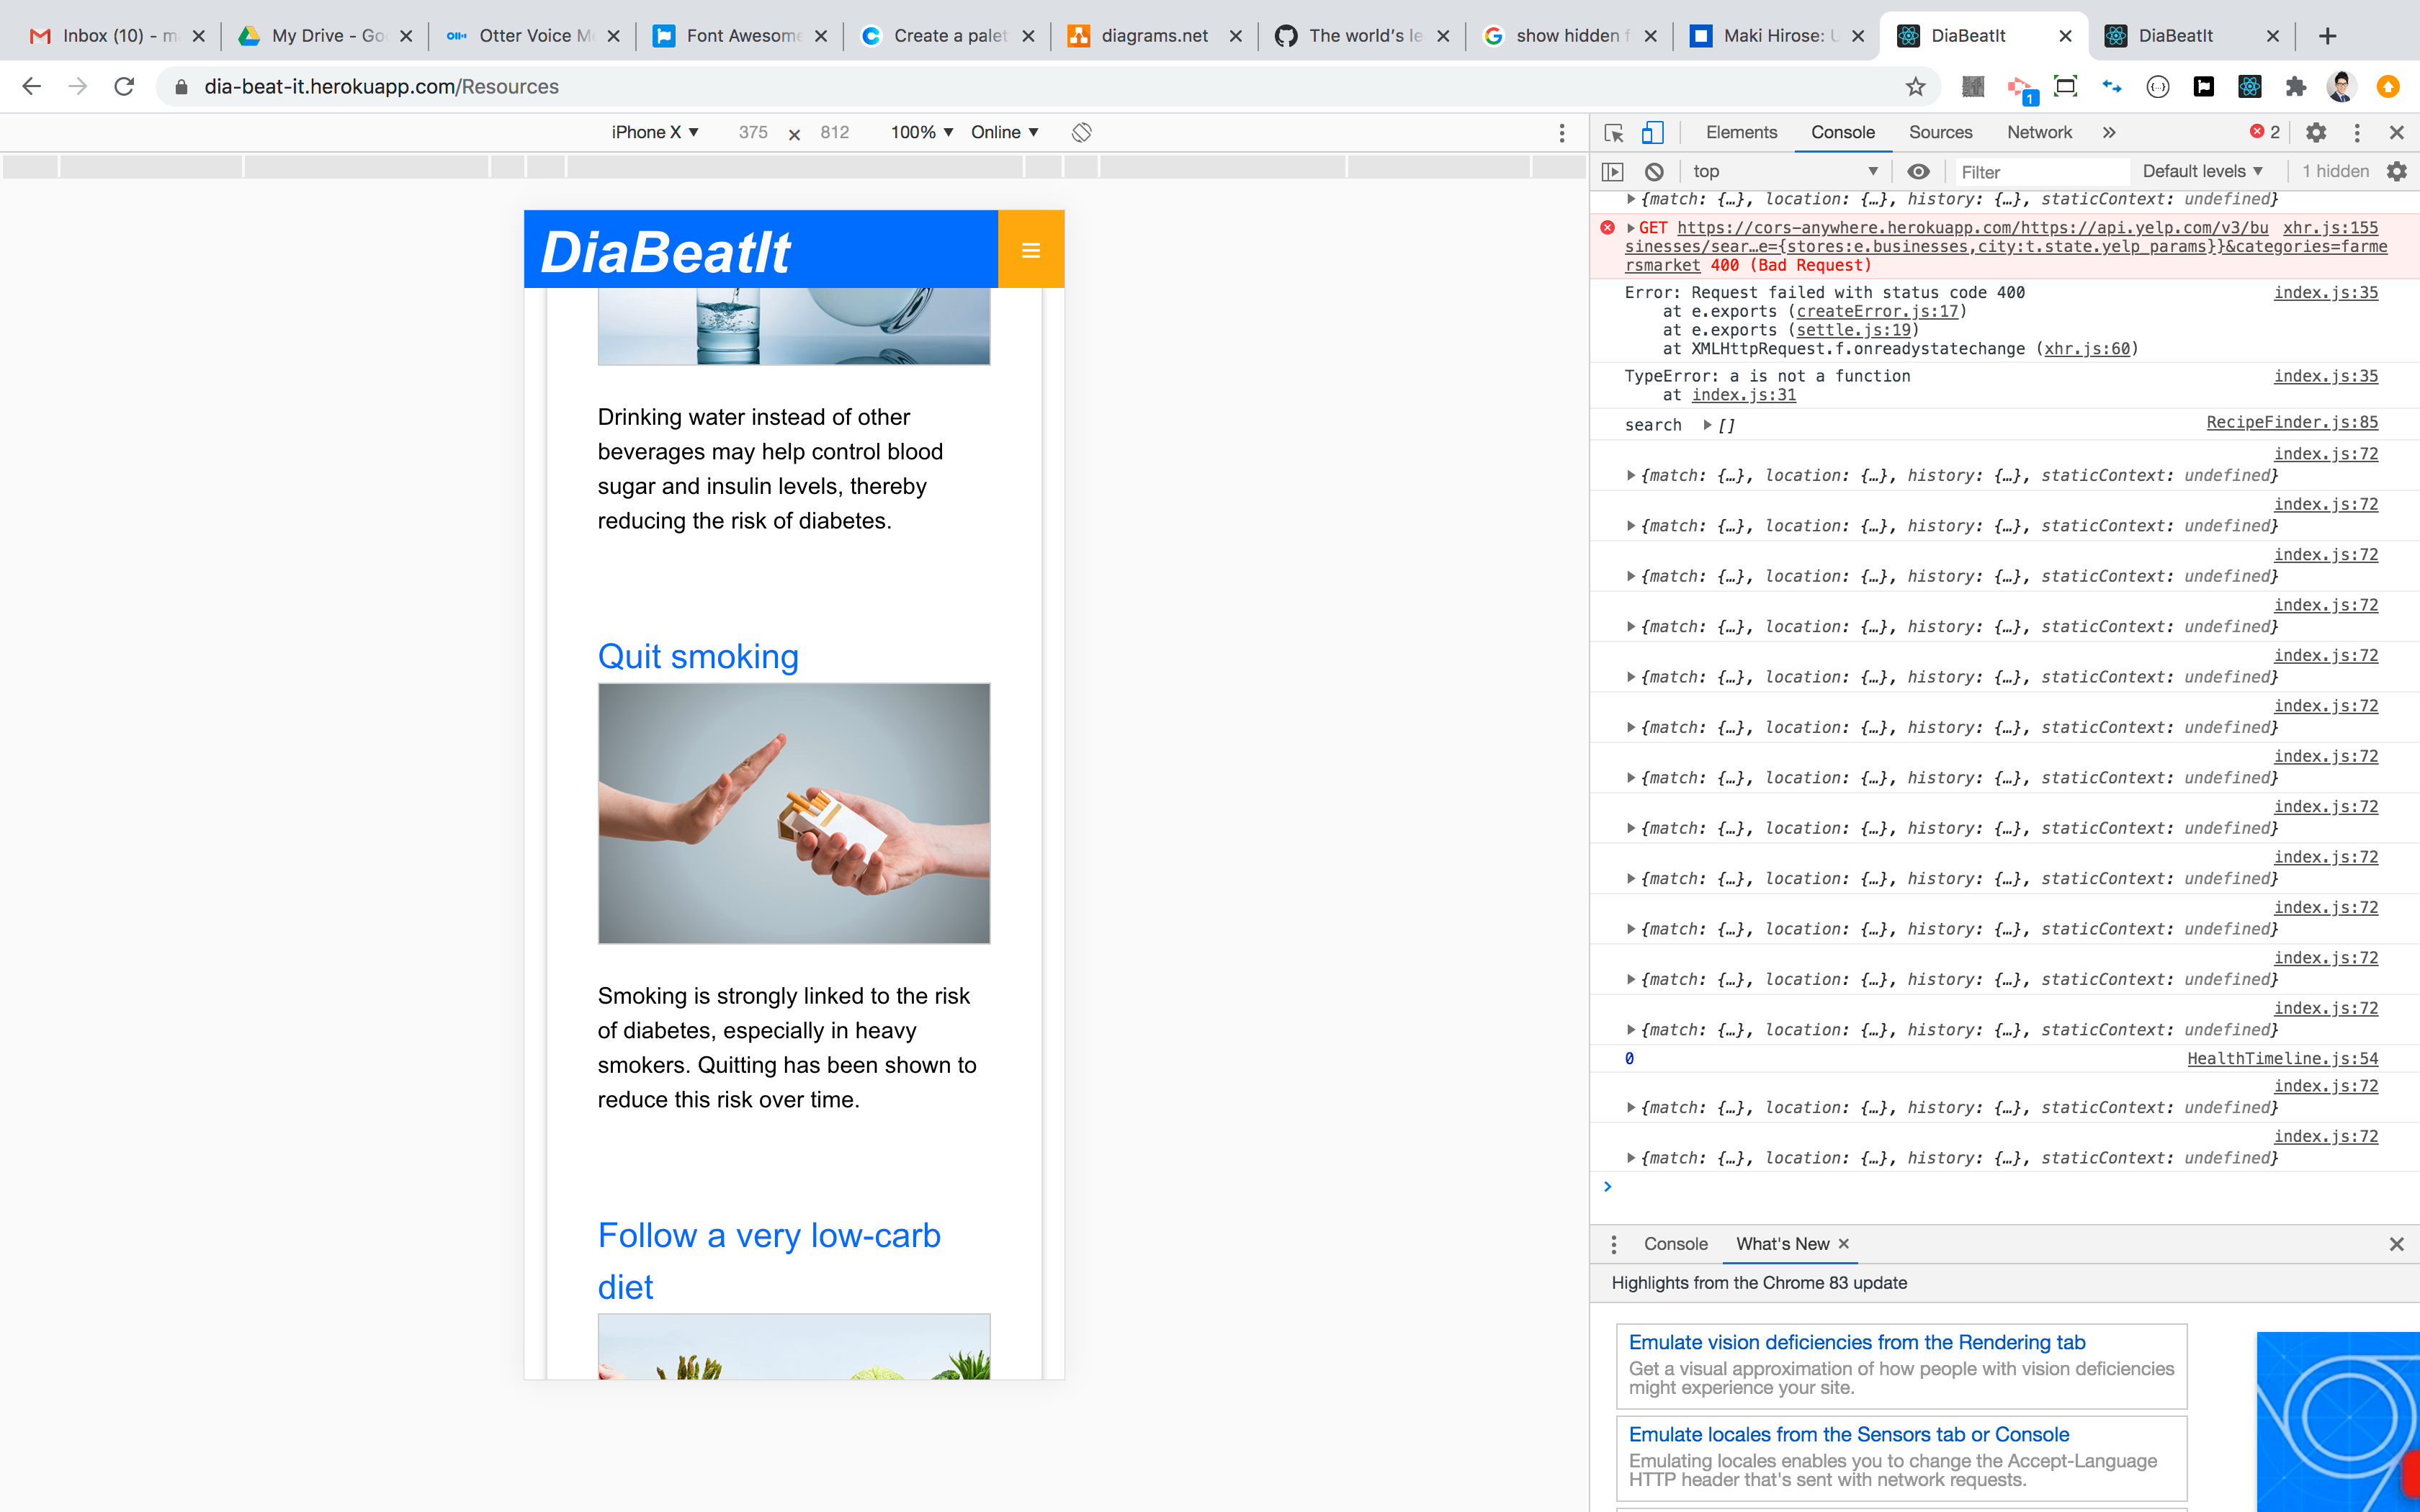 Inbox (10) - m
My Drive - Go
Otter Voice M
Font Awesome
Create a palet
diagrams.net
The world's le
show hidden f
Maki Hirose: U
DiaBeatIt
DiaBeatIt
dia-beat-it.herokuapp.com/Resources
1
iPhone X ▼ 375 × 812 100% ▼ Online ▼
DiaBeatIt
Drinking water instead of other
beverages may help control blood
sugar and insulin levels, thereby
reducing the risk of diabetes.
Quit smoking
Smoking is strongly linked to the risk
of diabetes, especially in heavy
smokers. Quitting has been shown to
reduce this risk over time.
Follow a very low-carb
diet
Elements Console Sources Network » 2
top ▼ Filter Default levels ▼ 1 hidden
{match: {…}, location: {…}, history: {…}, staticContext: undefined}
GET https://cors-anywhere.herokuapp.com/https://api.yelp.com/v3/bu xhr.js:155
sinesses/sear…e={stores:e.businesses,city:t.state.yelp_params}}&categories=farme
rsmarket 400 (Bad Request)
Error: Request failed with status code 400 index.js:35
at e.exports (createError.js:17)
at e.exports (settle.js:19)
at XMLHttpRequest.f.onreadystatechange (xhr.js:60)
TypeError: a is not a function index.js:35
at index.js:31
search [] RecipeFinder.js:85
index.js:72
{match: {…}, location: {…}, history: {…}, staticContext: undefined}
index.js:72
{match: {…}, location: {…}, history: {…}, staticContext: undefined}
index.js:72
{match: {…}, location: {…}, history: {…}, staticContext: undefined}
index.js:72
{match: {…}, location: {…}, history: {…}, staticContext: undefined}
index.js:72
{match: {…}, location: {…}, history: {…}, staticContext: undefined}
index.js:72
{match: {…}, location: {…}, history: {…}, staticContext: undefined}
index.js:72
{match: {…}, location: {…}, history: {…}, staticContext: undefined}
index.js:72
{match: {…}, location: {…}, history: {…}, staticContext: undefined}
index.js:72
{match: {…}, location: {…}, history: {…}, staticContext: undefined}
index.js:72
{match: {…}, location: {…}, history: {…}, staticContext: undefined}
index.js:72
{match: {…}, location: {…}, history: {…}, staticContext: undefined}
index.js:72
{match: {…}, location: {…}, history: {…}, staticContext: undefined}
0 HealthTimeline.js:54
index.js:72
{match: {…}, location: {…}, history: {…}, staticContext: undefined}
index.js:72
{match: {…}, location: {…}, history: {…}, staticContext: undefined}
Console What's New
Highlights from the Chrome 83 update
Emulate vision deficiencies from the Rendering tab
Get a visual approximation of how people with vision deficiencies
might experience your site.
Emulate locales from the Sensors tab or Console
Emulating locales enables you to change the Accept-Language
HTTP header that's sent with network requests.